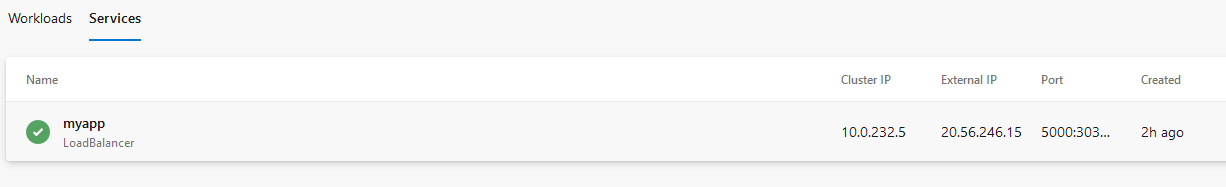 Workloads Services
Name Cluster IP External IP Port Created
myapp
LoadBalancer
10.0.232.5 20.56.246.15 5000:303... 2h ago